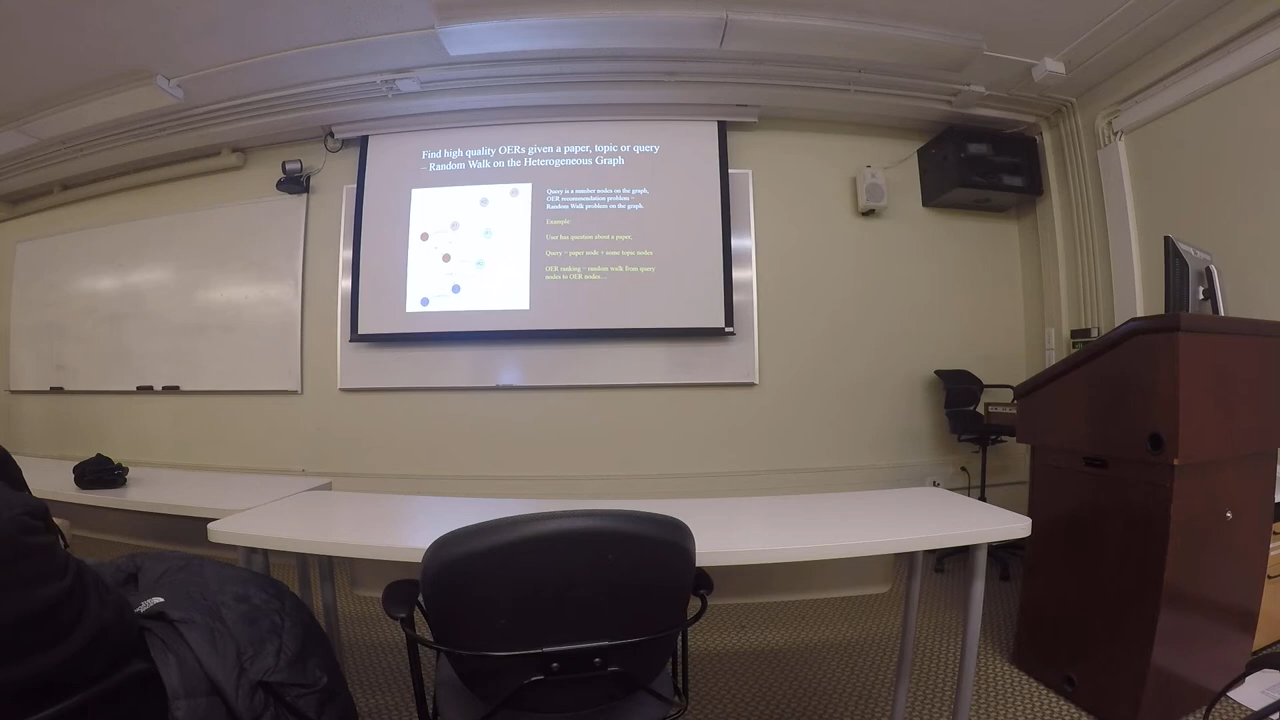 Find high quality OERs given a paper, topic or query
– Random Walk on the Heterogeneous Graph
Query is a number nodes on the graph,
OER recommendation problem =
Random Walk problem on the graph.
Example:
User has question about a paper,
Query = paper node + some topic nodes
OER ranking = random walk from query
nodes to OER nodes…